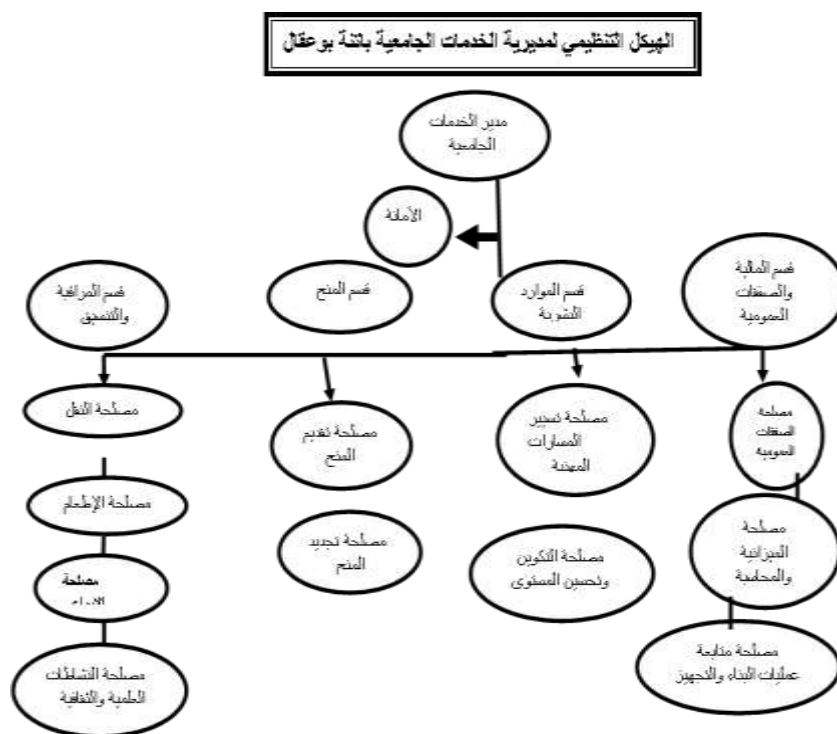 الهيكل التنظيمي لمديرية الخدمات الجامعية باتنة بوعقال
مدير الخدمات
الجامعية
الأمانة
قسم المالية
والصفقات
العمومية
قسم الموارد
البشرية
قسم المنح
قسم المراقبة
والتنسيق
مصلحة
الصفقات
العمومية
مصلحة تسيير
المسارات
المهنية
مصلحة تقديم
المنح
مصلحة النقل
مصلحة
الميزانية
والمحاسبة
مصلحة التكوين
وتحسين المستوى
مصلحة تجديد
المنح
مصلحة الإطعام
مصلحة
مصلحة متابعة
عمليات البناء والتجهيز
مصلحة النشاطات
العلمية والثقافية